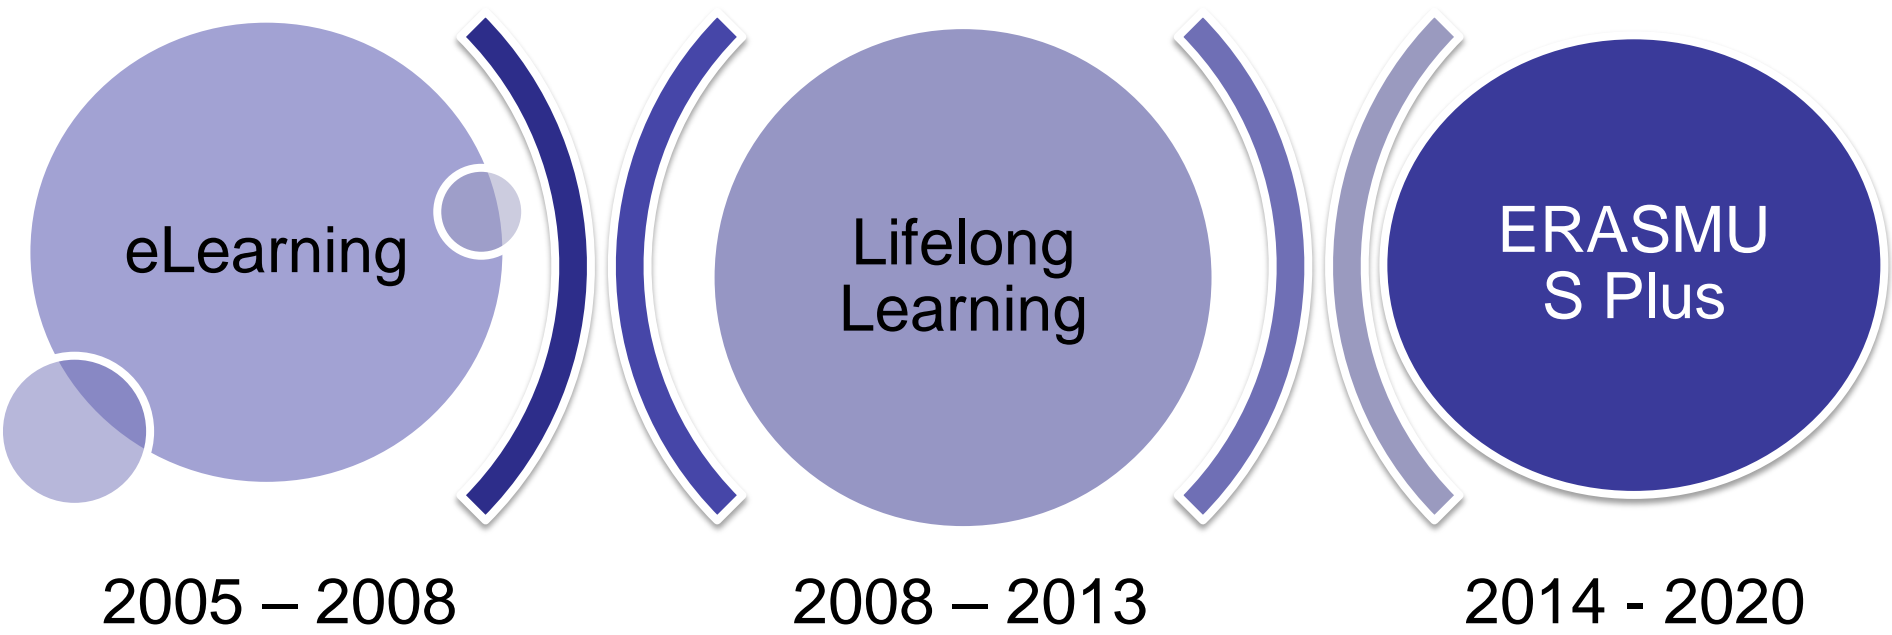 eLearning
Lifelong
Learning
ERASMU
S Plus
2005 – 2008
2008 – 2013
2014 - 2020